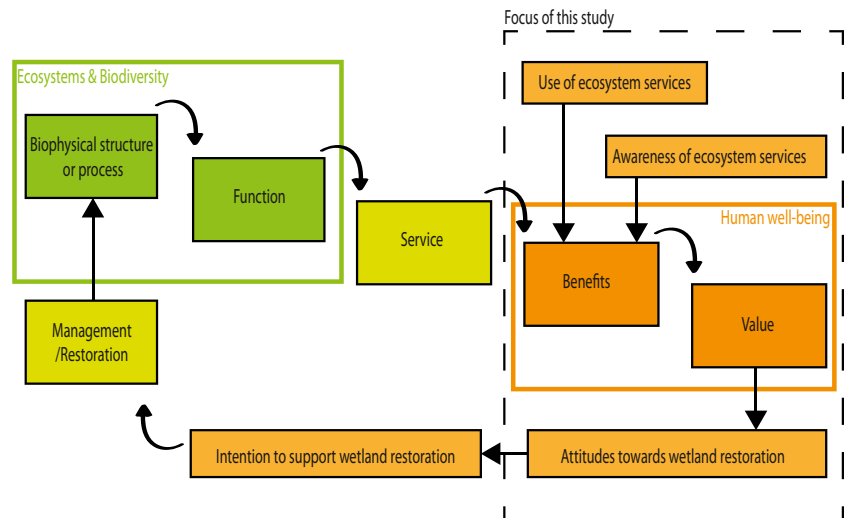 Focus of this study
Ecosystems & Biodiversity
Use of ecosystem services
Biophysical structure
or process
Awareness of ecosystem services
Function
Service
Human well-being
Benefits
Value
Management
/Restoration
Intention to support wetland restoration
Attitudes towards wetland restoration